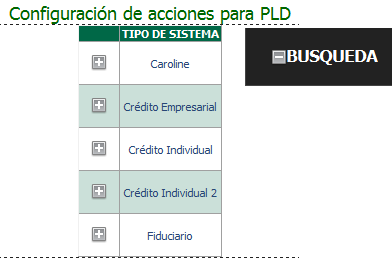 Configuración de acciones para PLD
TIPO DE SISTEMA
BUSQUEDA
Caroline
Crédito Empresarial
Crédito Individual
Crédito Individual 2
Fiduciario